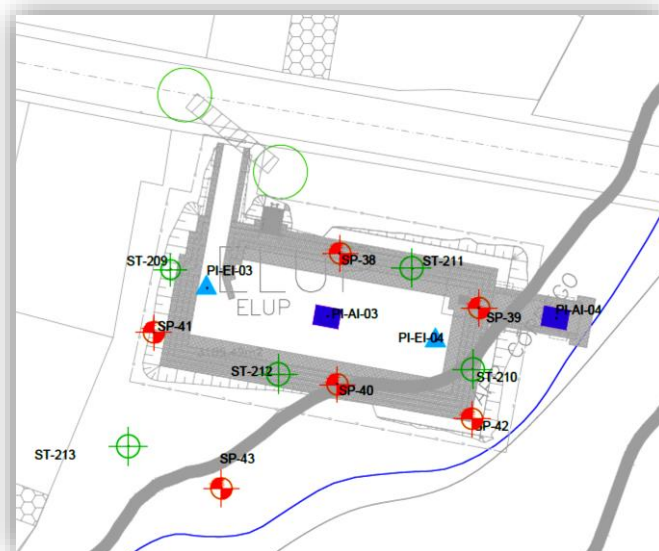 ST-209
PI-EI-03
SP-38
ST-211
ELUP
ELUP
SP-41
PI-AI-03
SP-39
PI-AI-04
PI-EI-04
ST-212
SP-40
ST-210
SP-42
ST-213
SP-43